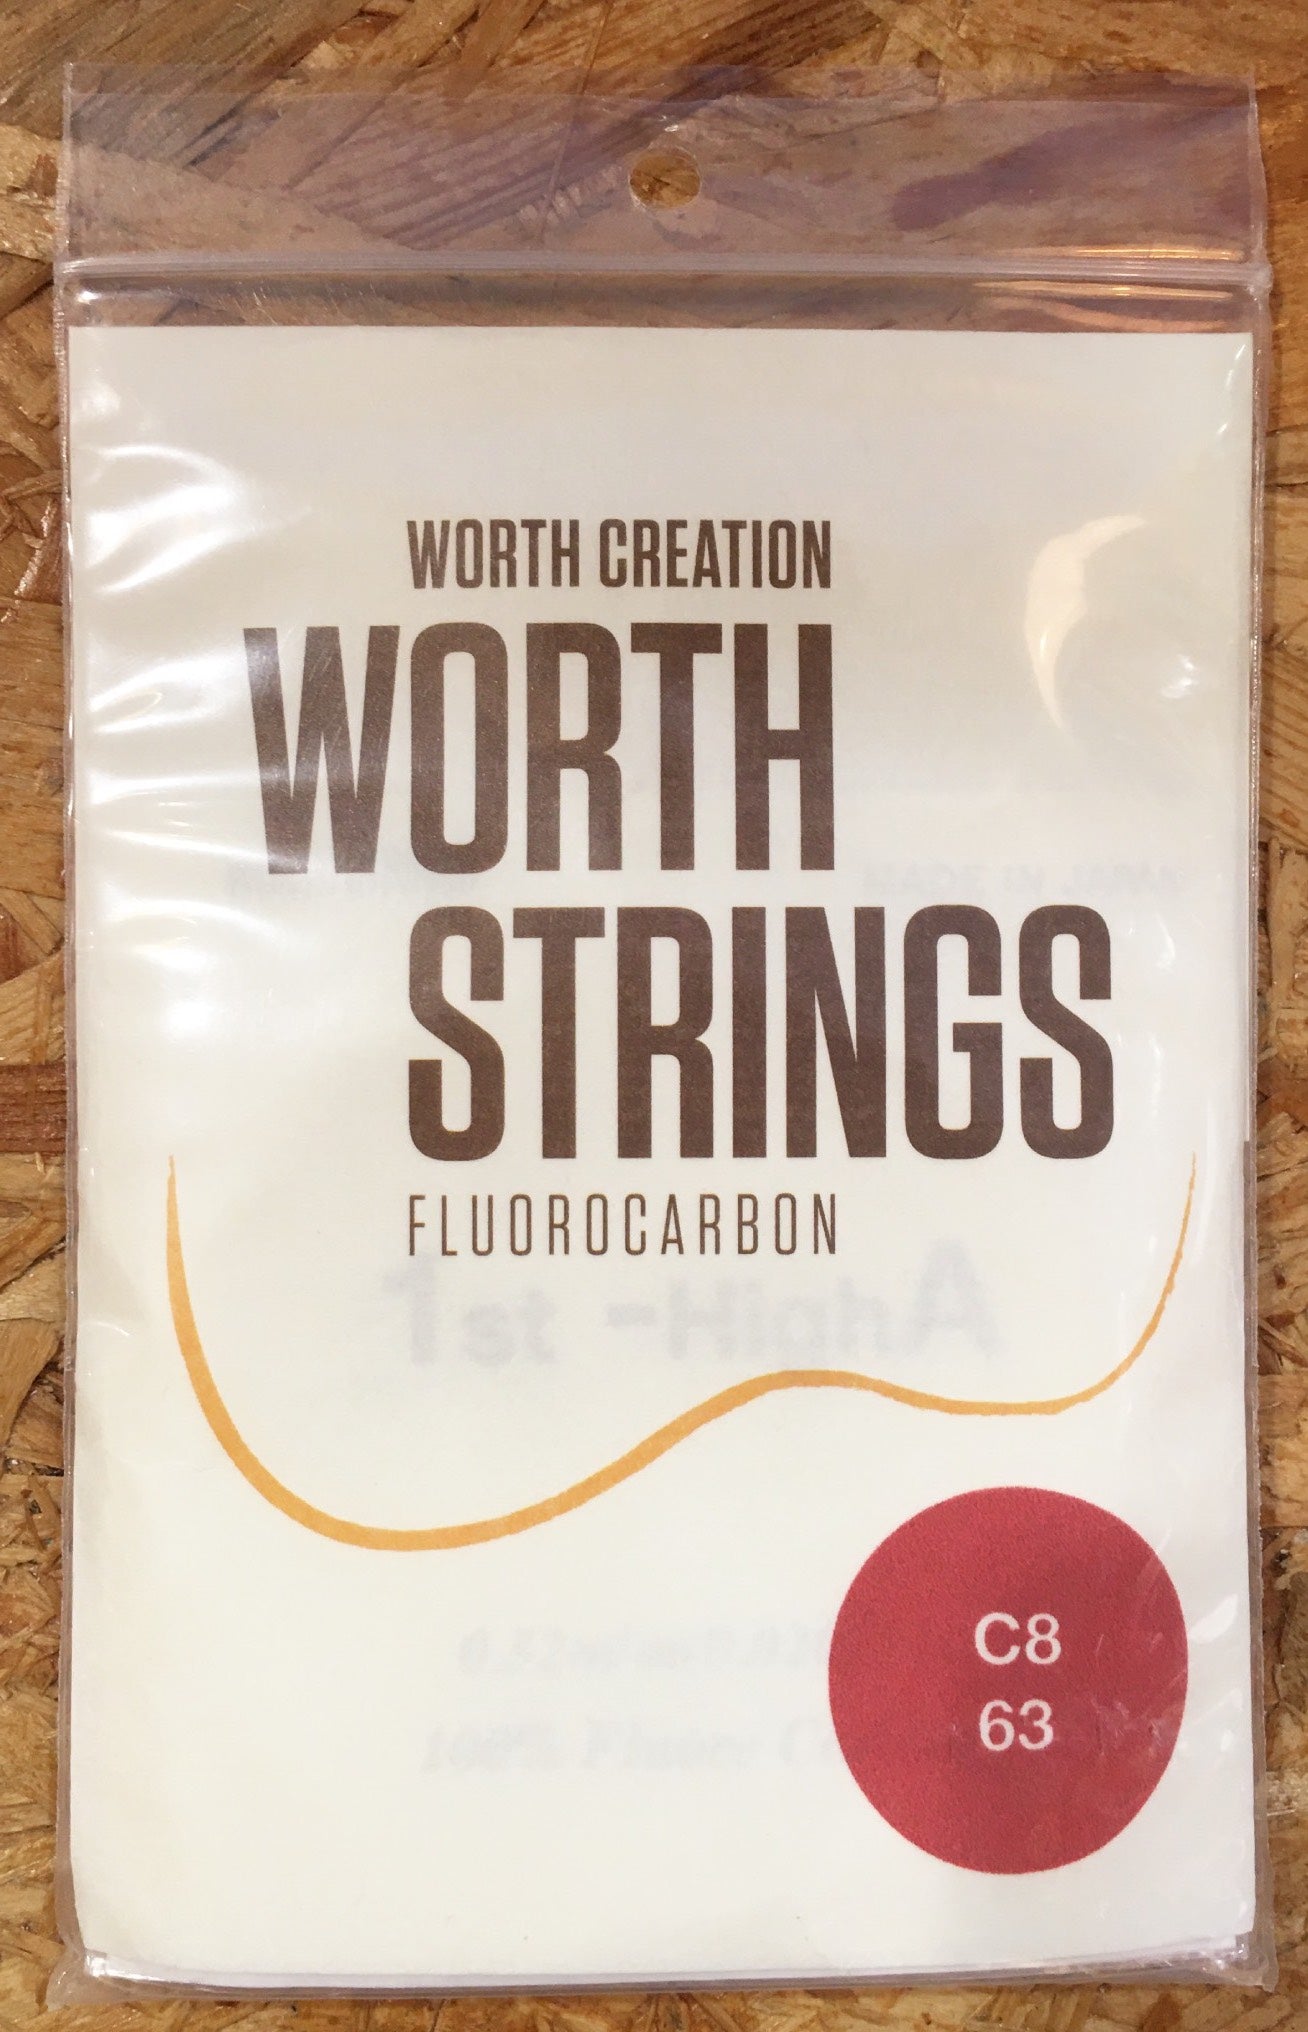 WORTH CREATION
WORTH
STRINGS
FLUOROCARBON
C8
63